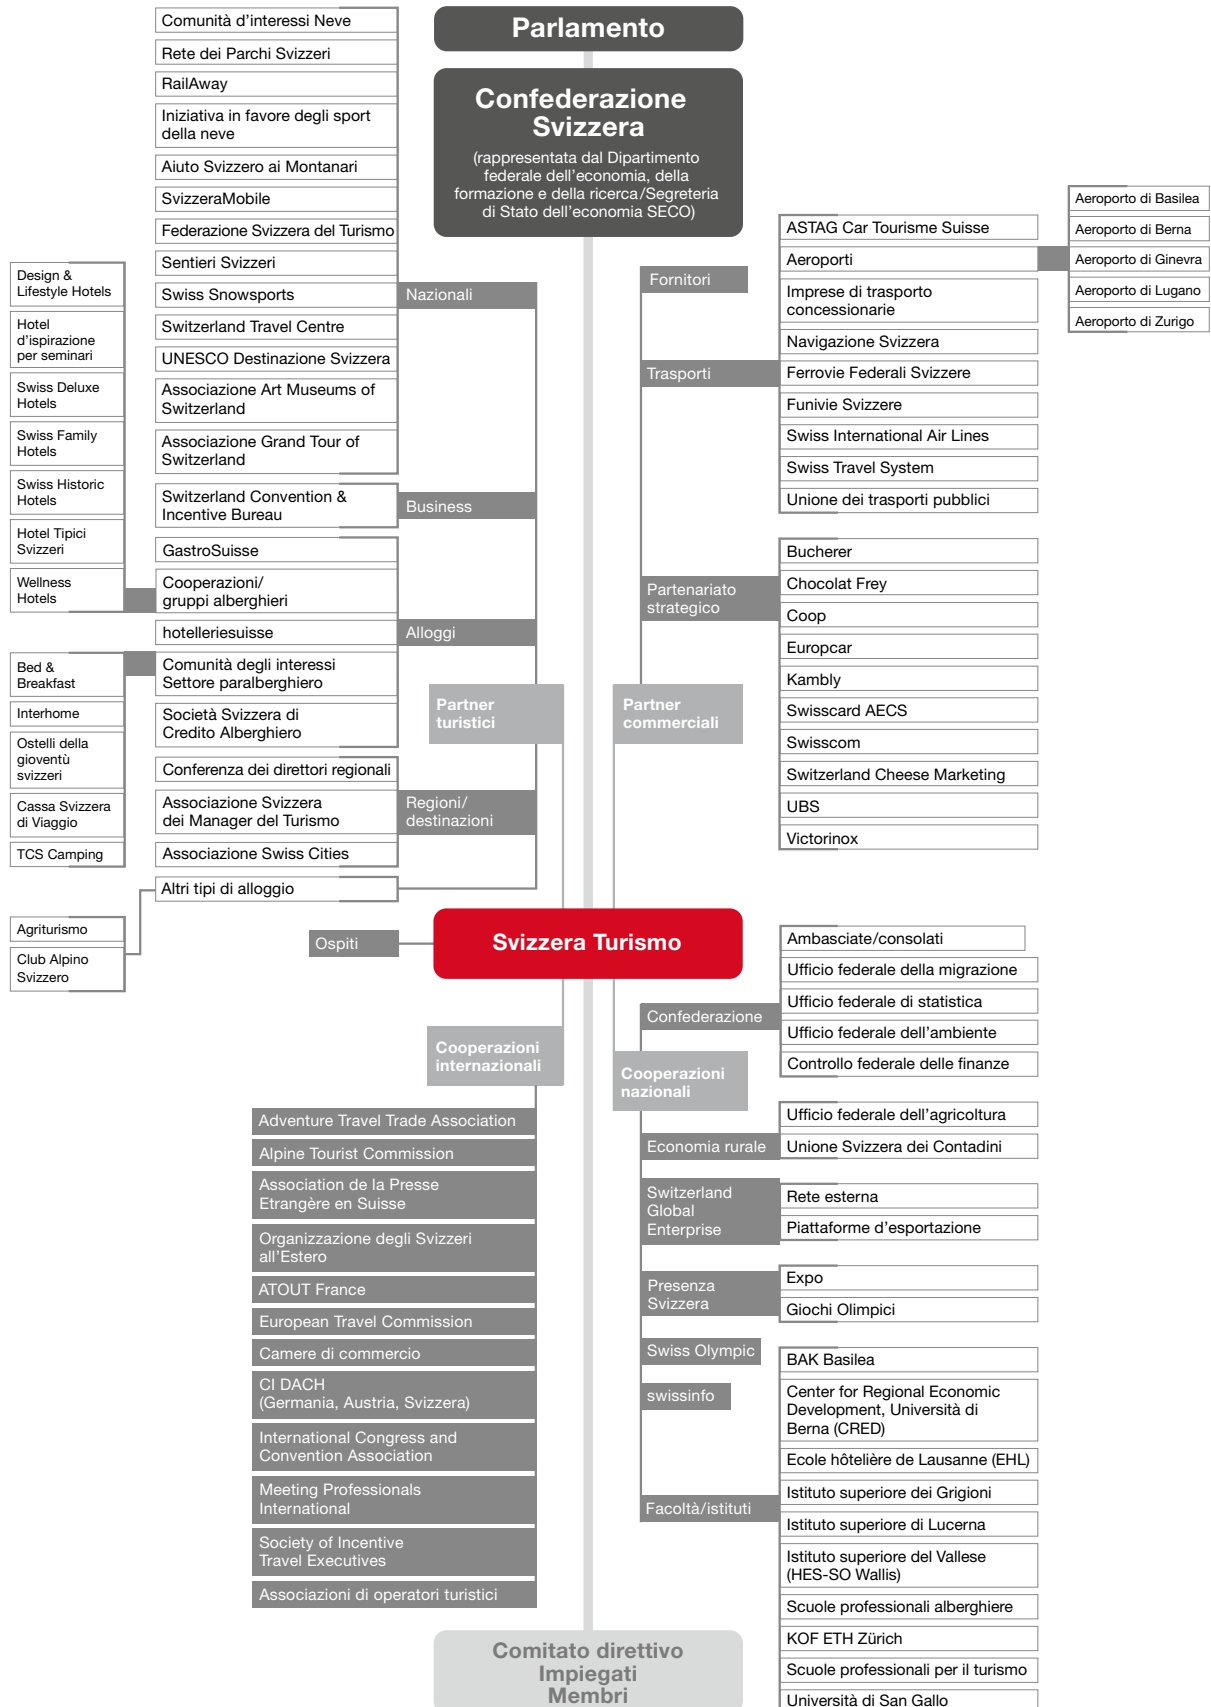 Parlamento
Confederazione
Svizzera
(rappresentata dal Dipartimento
federale dell'economia, della
formazione e della ricerca/Segreteria
di Stato dell'economia SECO)
Comunità d'interessi Neve
Rete dei Parchi Svizzeri
RailAway
Iniziativa in favore degli sport
della neve
Aiuto Svizzero ai Montanari
SvizzeraMobile
Federazione Svizzera del Turismo
Sentieri Svizzeri
Swiss Snowsports
Switzerland Travel Centre
UNESCO Destinazione Svizzera
Associazione Art Museums of
Switzerland
Associazione Grand Tour of
Switzerland
Nazionali
Switzerland Convention &
Incentive Bureau
Business
GastroSuisse
Cooperazioni/
gruppi alberghieri
hotelleriesuisse
Comunità degli interessi
Settore paralberghiero
Società Svizzera di
Credito Alberghiero
Alloggi
Design &
Lifestyle Hotels
Hotel
d'ispirazione
per seminari
Swiss Deluxe
Hotels
Swiss Family
Hotels
Swiss Historic
Hotels
Hotel Tipici
Svizzeri
Wellness
Hotels
Bed &
Breakfast
Interhome
Ostelli della
gioventù
svizzeri
Cassa Svizzera
di Viaggio
TCS Camping
Conferenza dei direttori regionali
Associazione Svizzera
dei Manager del Turismo
Associazione Swiss Cities
Regioni/
destinazioni
Altri tipi di alloggio
Agriturismo
Club Alpino
Svizzero
Partner
turistici
Partner
commerciali
Fornitori
Trasporti
ASTAG Car Tourisme Suisse
Aeroporti
Imprese di trasporto
concessionarie
Navigazione Svizzera
Ferrovie Federali Svizzere
Funivie Svizzere
Swiss International Air Lines
Swiss Travel System
Unione dei trasporti pubblici
Aeroporto di Basilea
Aeroporto di Berna
Aeroporto di Ginevra
Aeroporto di Lugano
Aeroporto di Zurigo
Partenariato
strategico
Bucherer
Chocolat Frey
Coop
Europcar
Kambly
Swisscard AECS
Swisscom
Switzerland Cheese Marketing
UBS
Victorinox
Ospiti
Svizzera Turismo
Cooperazioni
internazionali
Adventure Travel Trade Association
Alpine Tourist Commission
Association de la Presse
Etrangère en Suisse
Organizzazione degli Svizzeri
all'Estero
ATOUT France
European Travel Commission
Camere di commercio
CI DACH
(Germania, Austria, Svizzera)
International Congress and
Convention Association
Meeting Professionals
International
Society of Incentive
Travel Executives
Associazioni di operatori turistici
Cooperazioni
nazionali
Confederazione
Ambasciate/consolati
Ufficio federale della migrazione
Ufficio federale di statistica
Ufficio federale dell'ambiente
Controllo federale delle finanze
Economia rurale
Ufficio federale dell'agricoltura
Unione Svizzera dei Contadini
Switzerland
Global
Enterprise
Rete esterna
Piattaforme d'esportazione
Presenza
Svizzera
Expo
Giochi Olimpici
Swiss Olympic
swissinfo
Facoltà/istituti
BAK Basilea
Center for Regional Economic
Development, Università di
Berna (CRED)
Ecole hôtelière de Lausanne (EHL)
Istituto superiore dei Grigioni
Istituto superiore di Lucerna
Istituto superiore del Vallese
(HES-SO Wallis)
Scuole professionali alberghiere
KOF ETH Zürich
Scuole professionali per il turismo
Università di San Gallo
Comitato direttivo
Impiegati
Membri